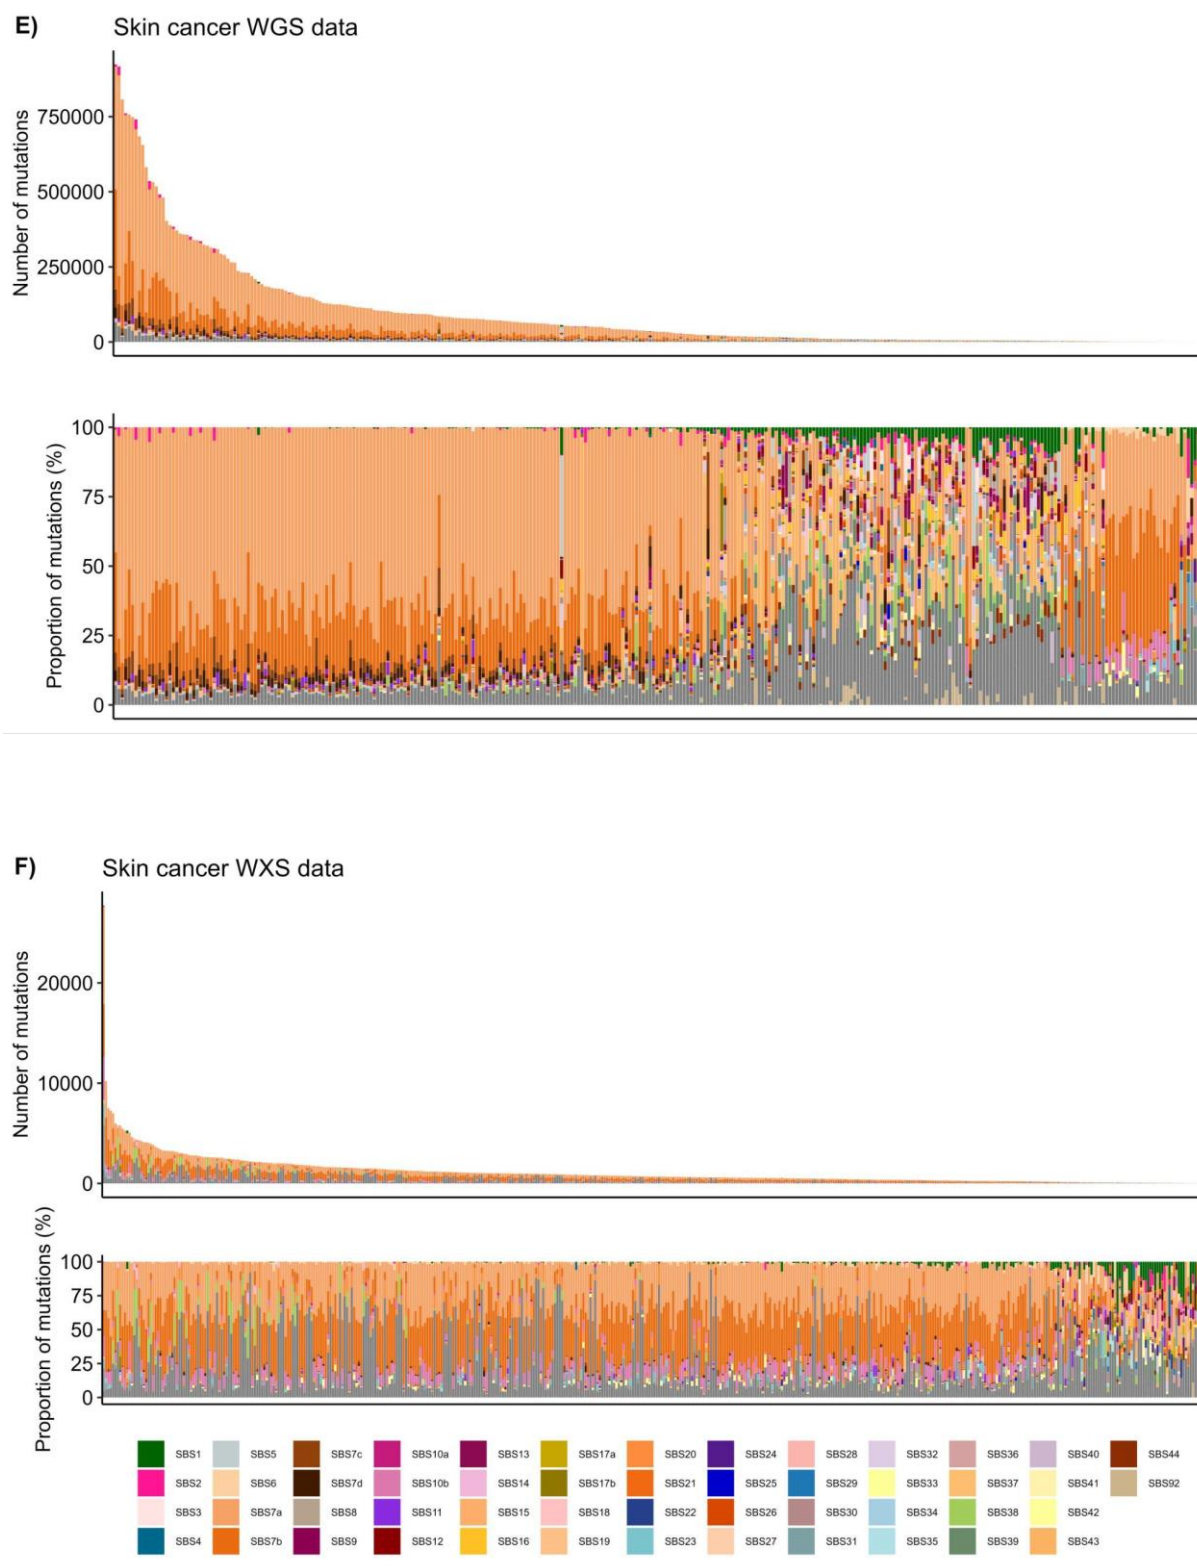 E) Skin cancer WGS data
Number of mutations
750000
500000
250000
0
Proportion of mutations (%)
100
75
50
25
0
F) Skin cancer WXS data
Number of mutations
20000
10000
0
Proportion of mutations (%)
100
75
50
25
0
SBS1 SBS5 SBS7c SBS10a SBS13 SBS17a SBS20 SBS24 SBS28 SBS32 SBS36 SBS40 SBS44
SBS2 SBS6 SBS7d SBS10b SBS14 SBS17b SBS21 SBS25 SBS29 SBS33 SBS37 SBS41 SBS92
SBS3 SBS7a SBS8 SBS11 SBS15 SBS18 SBS22 SBS26 SBS30 SBS34 SBS38 SBS42
SBS4 SBS7b SBS9 SBS12 SBS16 SBS19 SBS23 SBS27 SBS31 SBS35 SBS39 SBS43